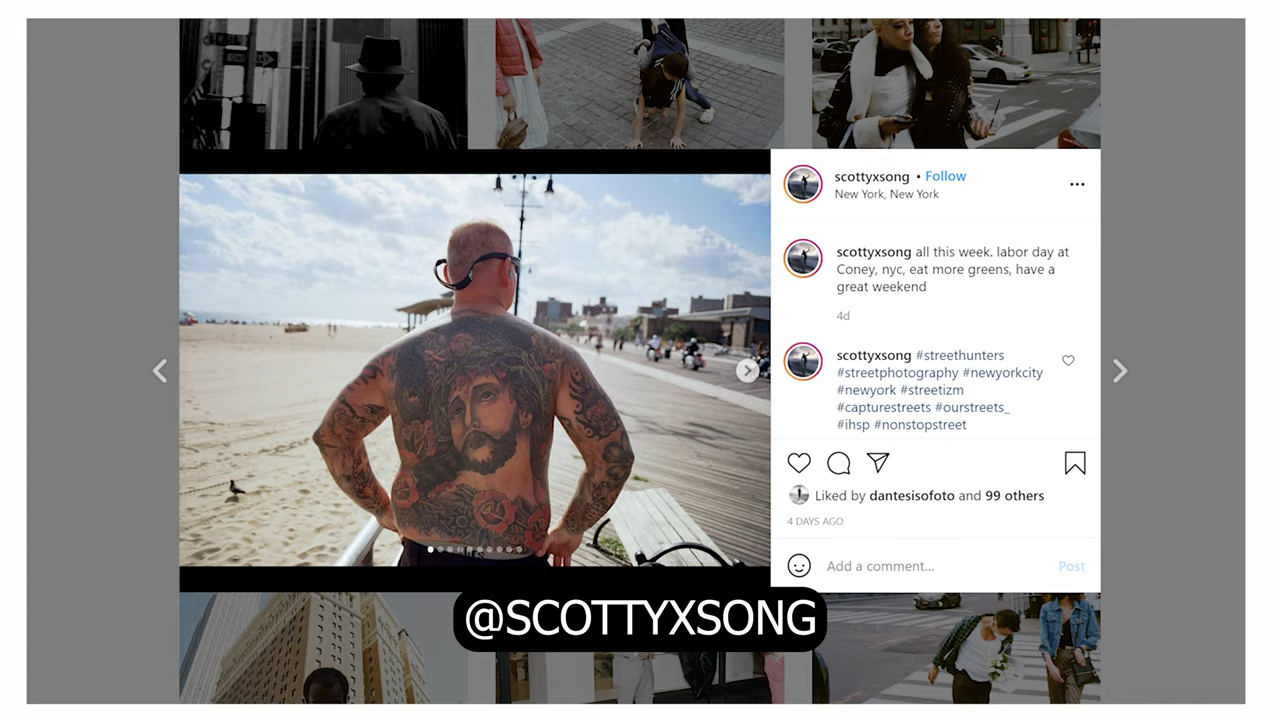 scottyxsong • Follow
New York, New York
scottyxsong all this week. labor day at
Coney, nyc, eat more greens, have a
great weekend
4d
scottyxsong #streethunters
#streetphotography #newyorkcity
#newyork #streetizm
#capturestreets #ourstreets_
#ihsp #nonstopstreet
Liked by dantesisofoto and 99 others
4 DAYS AGO
Add a comment... Post
@SCOTTYXSONG